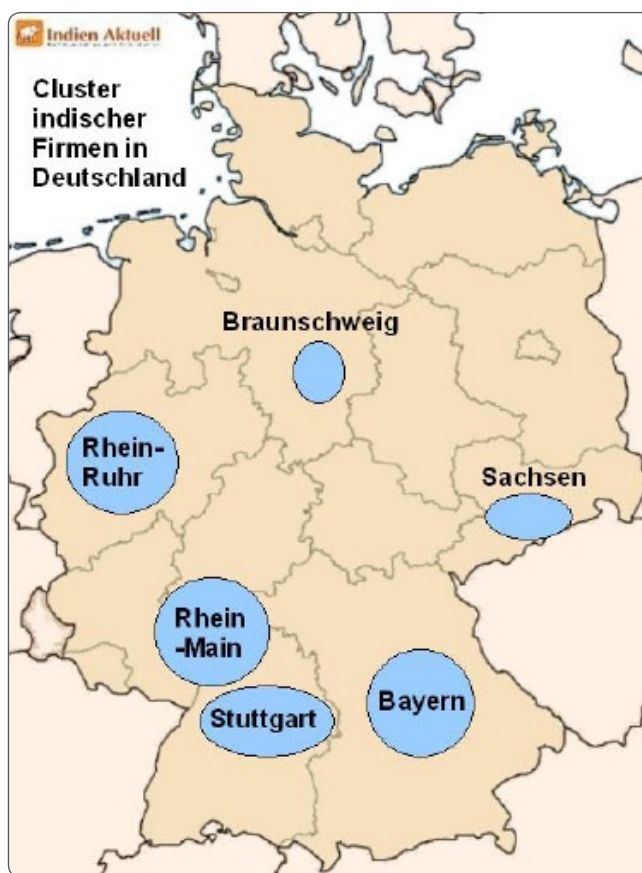 Indien Aktuell
Cluster
indischer
Firmen in
Deutschland
Braunschweig
Rhein-
Ruhr
Sachsen
Rhein
-Main
Stuttgart
Bayern